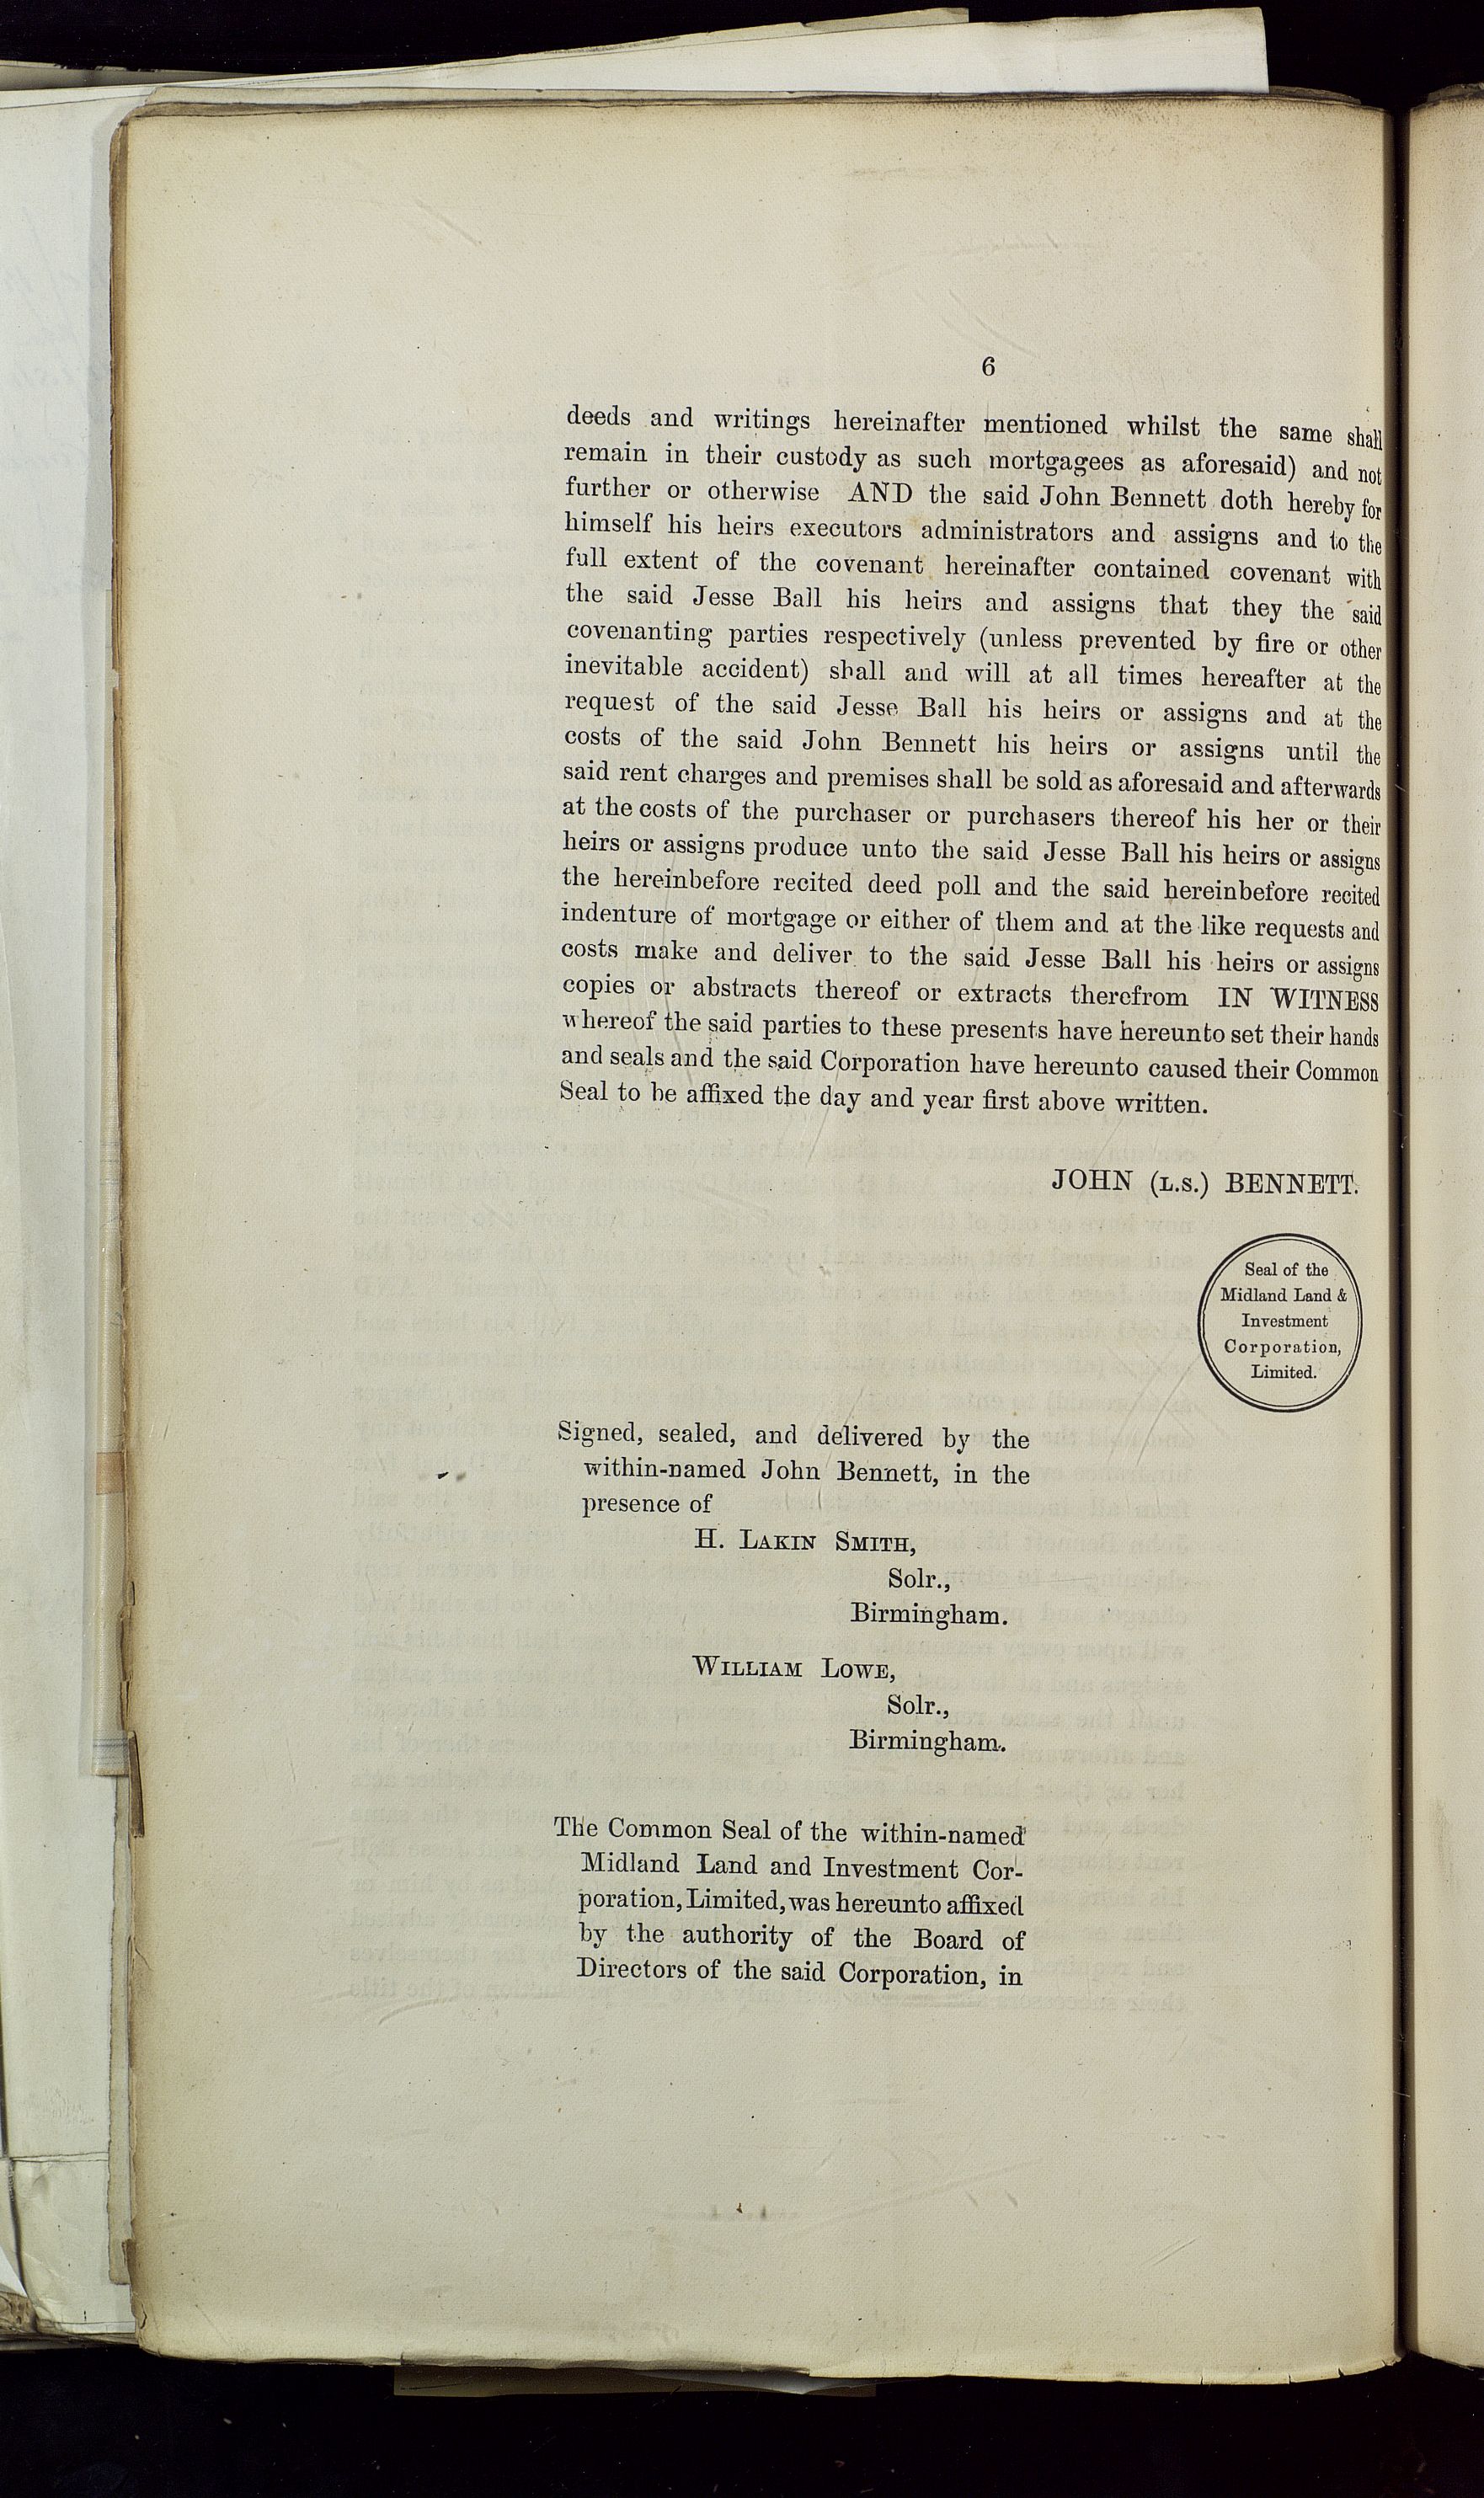 6
deeds and writings hereinafter mentioned whilst the same shall
remain in their custody as such mortgagees as aforesaid) and not
further or otherwise AND the said John Bennett doth hereby for
himself his heirs executors administrators and assigns and to the
full extent of the covenant hereinafter contained covenant with
the said Jesse Ball his heirs and assigns that they the said
covenanting parties respectively (unless prevented by fire or other
inevitable accident) shall and will at all times hereafter at the
request of the said Jesse Ball his heirs or assigns and at the
costs of the said John Bennett his heirs or assigns until the
said rent charges and premises shall be sold as aforesaid and afterwards
at the costs of the purchaser or purchasers thereof his her or their
heirs or assigns produce unto the said Jesse Ball his heirs or assigns
the hereinbefore recited deed poll and the said hereinbefore recited
indenture of mortgage or either of them and at the like requests and
costs make and deliver to the said Jesse Ball his heirs or assigns
copies or abstracts thereof or extracts therefrom IN WITNESS
whereof the said parties to these presents have hereunto set their hands
and seals and the said Corporation have hereunto caused their Common
Seal to be affixed the day and year first above written.
JOHN (L.S.) BENNETT.
Seal of the
Midland Land &
Investment
Corporation,
Limited.
Signed, sealed, and delivered by the
within-named John Bennett, in the
presence of
H. LAKIN SMITH,
Solr.,
Birmingham.
WILLIAM LOWE,
Solr.,
Birmingham.
The Common Seal of the within-named
Midland Land and Investment Cor-
poration, Limited, was hereunto affixed
by the authority of the Board of
Directors of the said Corporation, in